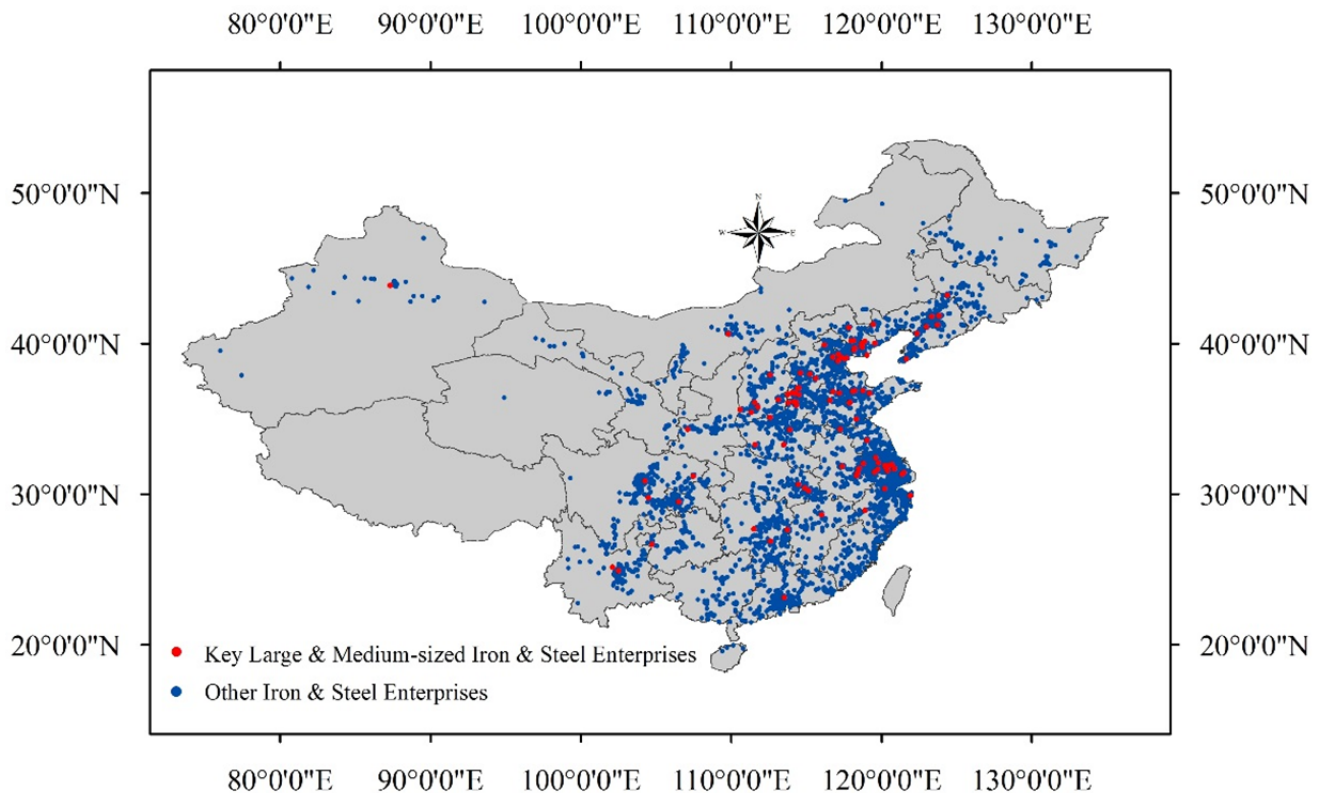 80°0'0"E 90°0'0"E 100°0'0"E 110°0'0"E 120°0'0"E 130°0'0"E
50°0'0"N 50°0'0"N
N
W E
40°0'0"N 40°0'0"N
30°0'0"N 30°0'0"N
20°0'0"N 20°0'0"N
Key Large & Medium-sized Iron & Steel Enterprises
Other Iron & Steel Enterprises
80°0'0"E 90°0'0"E 100°0'0"E 110°0'0"E 120°0'0"E 130°0'0"E